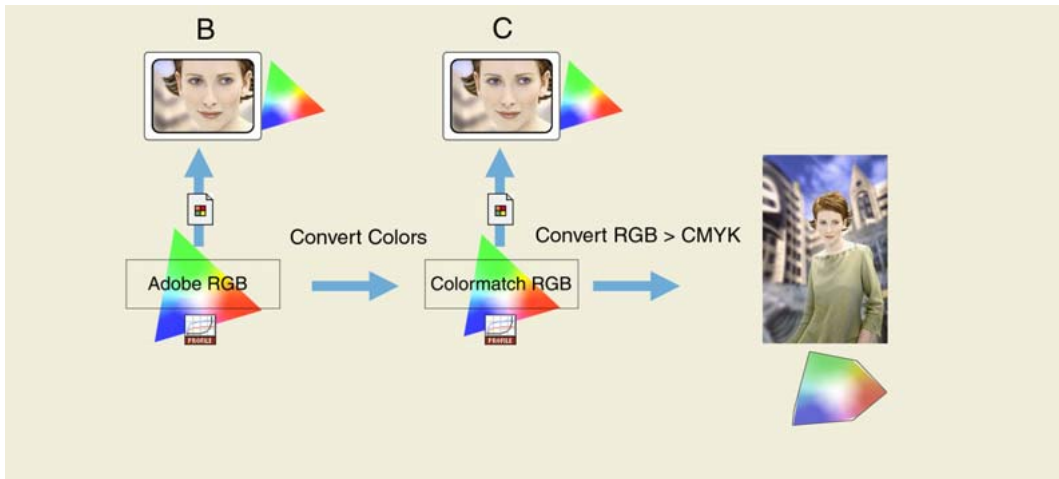 B
C
Convert Colors
Convert RGB > CMYK
Adobe RGB
Colormatch RGB
PROFILE
PROFILE